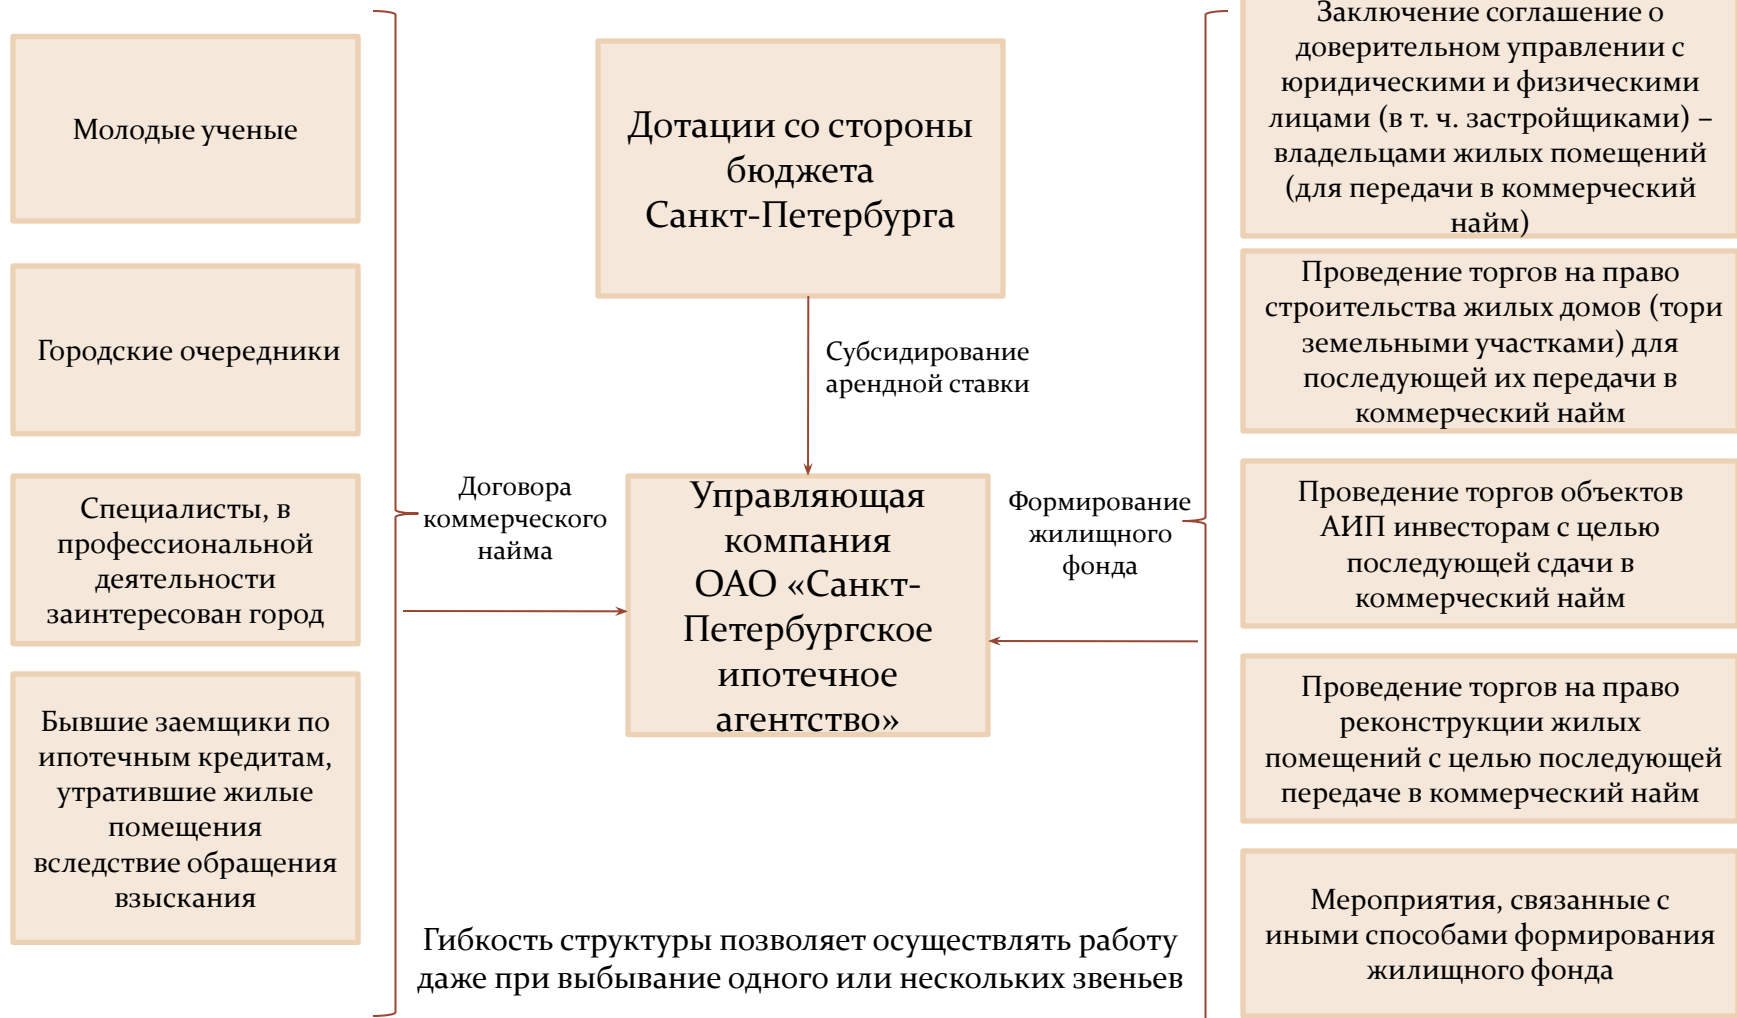 Молодые ученые
Городские очередники
Специалисты, в
профессиональной
деятельности
заинтересован город
Бывшие заемщики по
ипотечным кредитам,
утратившие жилые
помещения
вследствие обращения
взыскания
Договора
коммерческого
найма
Дотации со стороны
бюджета
Санкт-Петербурга
Субсидирование
арендной ставки
Управляющая
компания
ОАО «Санкт-
Петербургское
ипотечное
агентство»
Формирование
жилищного
фонда
Заключение соглашение о
доверительном управлении с
юридическими и физическими
лицами (в т. ч. застройщиками) –
владельцами жилых помещений
(для передачи в коммерческий
найм)
Проведение торгов на право
строительства жилых домов (тори
земельными участками) для
последующей их передачи в
коммерческий найм
Проведение торгов объектов
АИП инвесторам с целью
последующей сдачи в
коммерческий найм
Проведение торгов на право
реконструкции жилых
помещений с целью последующей
передаче в коммерческий найм
Мероприятия, связанные с
иными способами формирования
жилищного фонда
Гибкость структуры позволяет осуществлять работу
даже при выбывание одного или нескольких звеньев